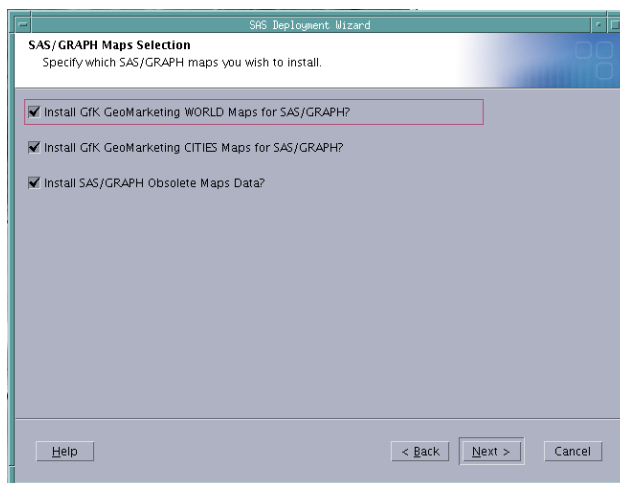 SAS Deployment Wizard
SAS/GRAPH Maps Selection
Specify which SAS/GRAPH maps you wish to install.
Install GfK GeoMarketing WORLD Maps for SAS/GRAPH?
Install GfK GeoMarketing CITIES Maps for SAS/GRAPH?
Install SAS/GRAPH Obsolete Maps Data?
Help
< Back
Next >
Cancel